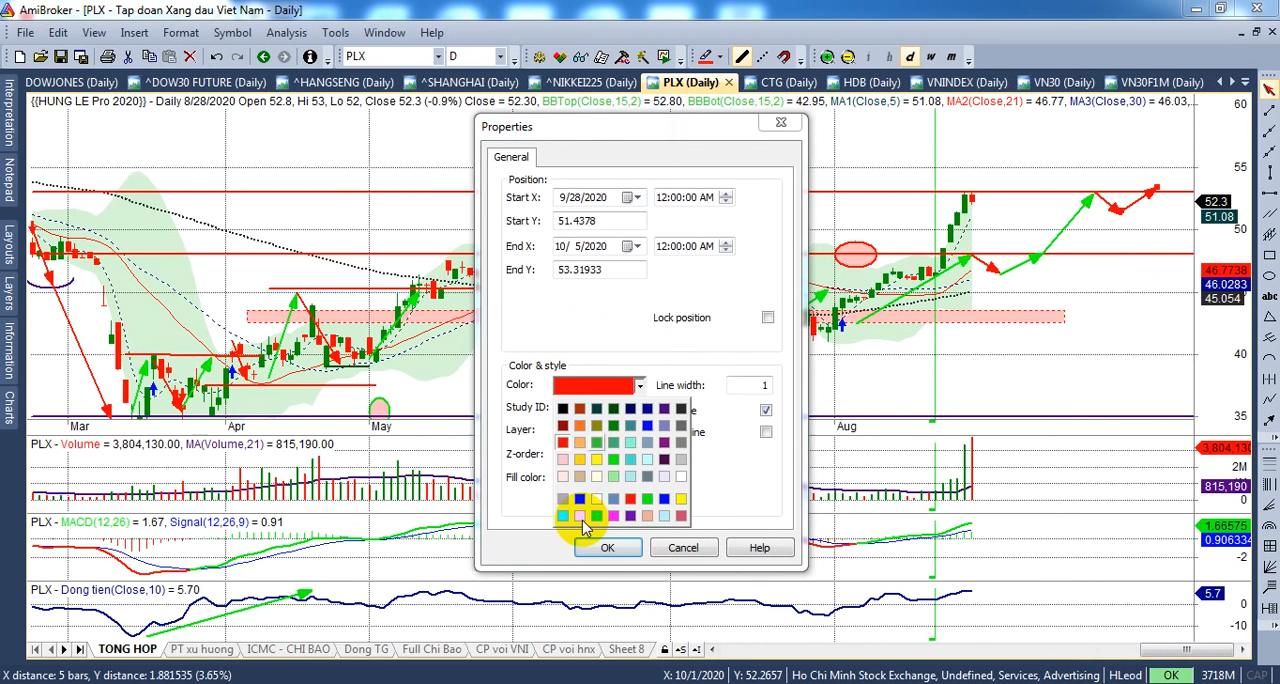 AmiBroker - [PLX - Tap doan Xang dau Viet Nam - Daily]
File Edit View Insert Format Symbol Analysis Tools Window Help
PLX D i d w m
DOWJONES (Daily) ^DOW30 FUTURE (Daily) ^HANGSENG (Daily) ^SHANGHAI (Daily) ^NIKKEI225 (Daily) PLX (Daily) CTG (Daily) HDB (Daily) VNINDEX (Daily) VN30 (Daily) VN30F1M (Daily)
{{HUNG LE Pro 2020}} - Daily 8/28/2020 Open 52.8, Hi 53, Lo 52, Close 52.3 (-0.9%) Close = 52.30, BBTop(Close,15,2) = 52.80, BBBot(Close,15,2) = 42.95, MA1(Close,5) = 51.08, MA2(Close,21) = 46.77, MA3(Close,30) = 46.03,
Interpretation
Notepad
Layouts
Layers
Information
Charts
Properties
General
Position:
Start X: 9/28/2020 12:00:00 AM
Start Y: 51.4378
End X: 10/ 5/2020 12:00:00 AM
End Y: 53.31933
Lock position
Color & style
Color: Line width: 1
Study ID:
Layer:
Z-order:
Fill color:
OK Cancel Help
60
55
52.3
51.08
50
46.7738
46.0283
45.054
40
35
abc
Mar Apr May Aug
PLX - Volume = 3,804,130.00, MA(Volume,21) = 815,190.00
3,804,130
2M
815,190
0
PLX - MACD(12,26) = 1.67, Signal(12,26,9) = 0.91
1.66575
0.906334
-2
PLX - Dong tien(Close,10) = 5.70
5.7
0
-10
TONG HOP PT xu huong ICMC - CHI BAO Dong TG Full Chi Bao CP voi VNI CP voi hnx Sheet 8
X distance: 5 bars, Y distance: 1.881535 (3.65%) X: 10/1/2020 Y: 52.2657 Ho Chi Minh Stock Exchange, Undefined, Services, Advertising HLeod OK 3718M CAP